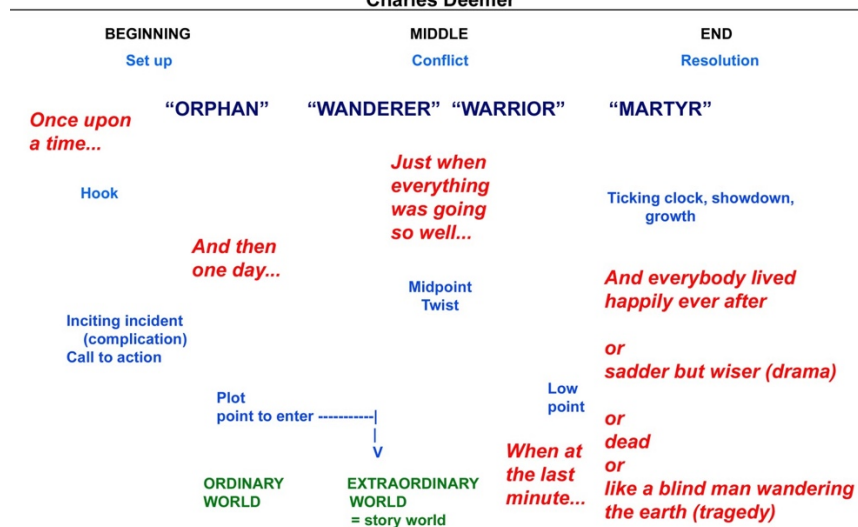 Charles Deemer
BEGINNING MIDDLE END
Set up Conflict Resolution
"ORPHAN" "WANDERER" "WARRIOR" "MARTYR"
Once upon
a time...
Just when
everything
was going
so well...
Hook
Ticking clock, showdown,
growth
And then
one day...
Midpoint
Twist
And everybody lived
happily ever after
Inciting incident
(complication)
Call to action
or
sadder but wiser (drama)
Plot
point to enter -----------|
|
V
Low
point
or
dead
or
like a blind man wandering
the earth (tragedy)
When at
the last
minute...
ORDINARY
WORLD
EXTRAORDINARY
WORLD
= story world